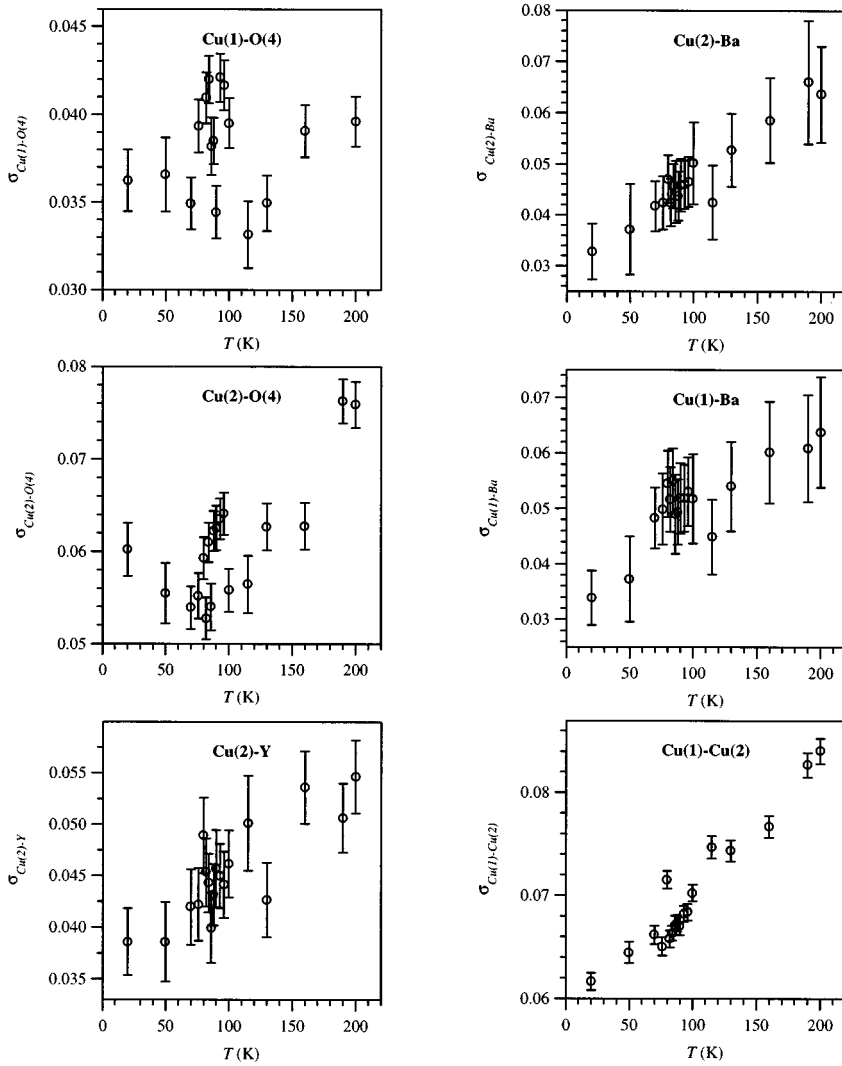 0.045
0.040
0.035
0.030
σCu(1)-O(4)
Cu(1)-O(4)
0 50 100 150 200
T (K)
0.08
0.07
0.06
0.05
0.04
0.03
σ Cu(2)-Ba
Cu(2)-Ba
0 50 100 150 200
T (K)
0.08
0.07
0.06
0.05
σCu(2)-O(4)
Cu(2)-O(4)
0 50 100 150 200
T (K)
0.07
0.06
0.05
0.04
0.03
σCu(1)-Ba
Cu(1)-Ba
0 50 100 150 200
T (K)
0.055
0.050
0.045
0.040
0.035
σCu(2)-Y
Cu(2)-Y
0 50 100 150 200
T (K)
0.08
0.07
0.06
σCu(1)-Cu(2)
Cu(1)-Cu(2)
0 50 100 150 200
T (K)